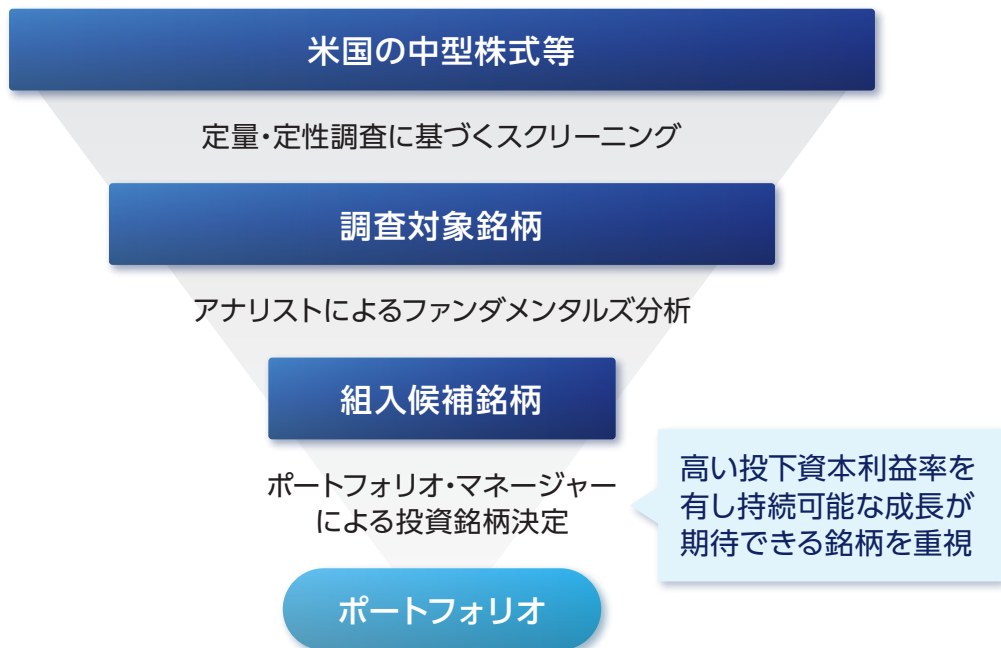 米国の中型株式等
定量・定性調査に基づくスクリーニング
調査対象銘柄
アナリストによるファンダメンタルズ分析
組入候補銘柄
ポートフォリオ・マネージャー
による投資銘柄決定
高い投下資本利益率を
有し持続可能な成長が
期待できる銘柄を重視
ポートフォリオ